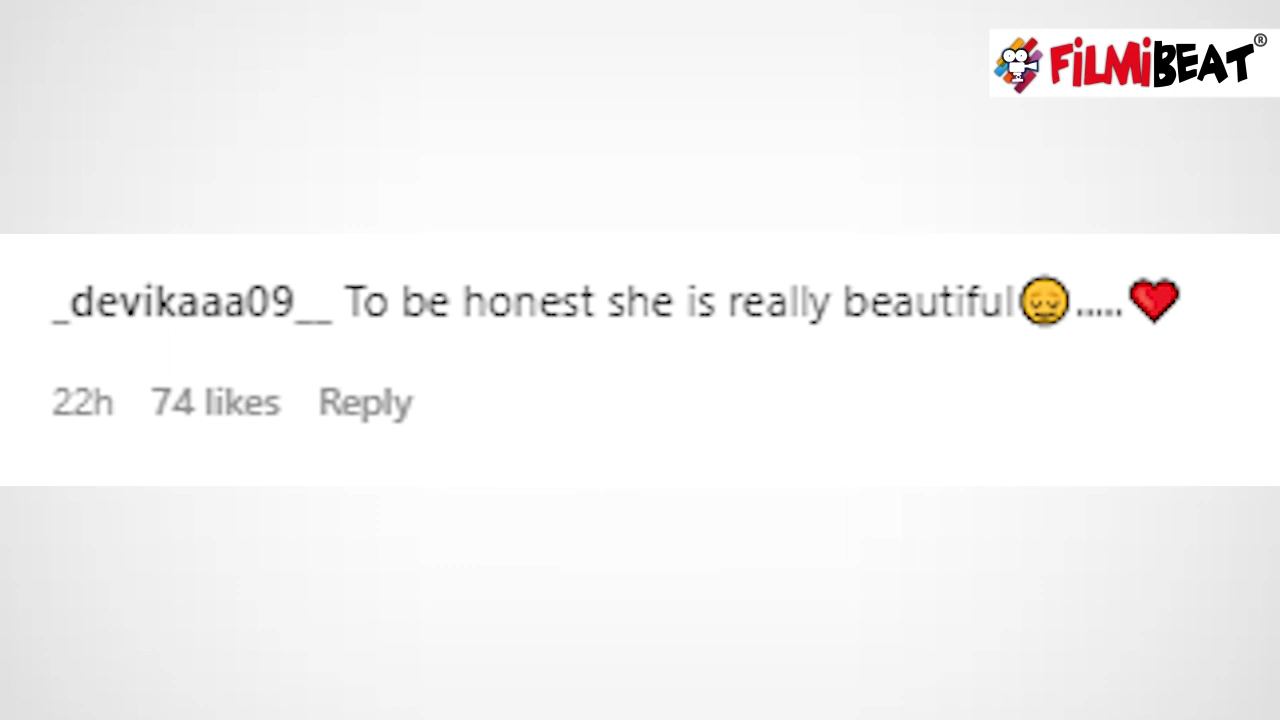 FiLMiBEAT®
_devikaaa09__ To be honest she is really beautiful😞.....❤️
22h 74 likes Reply